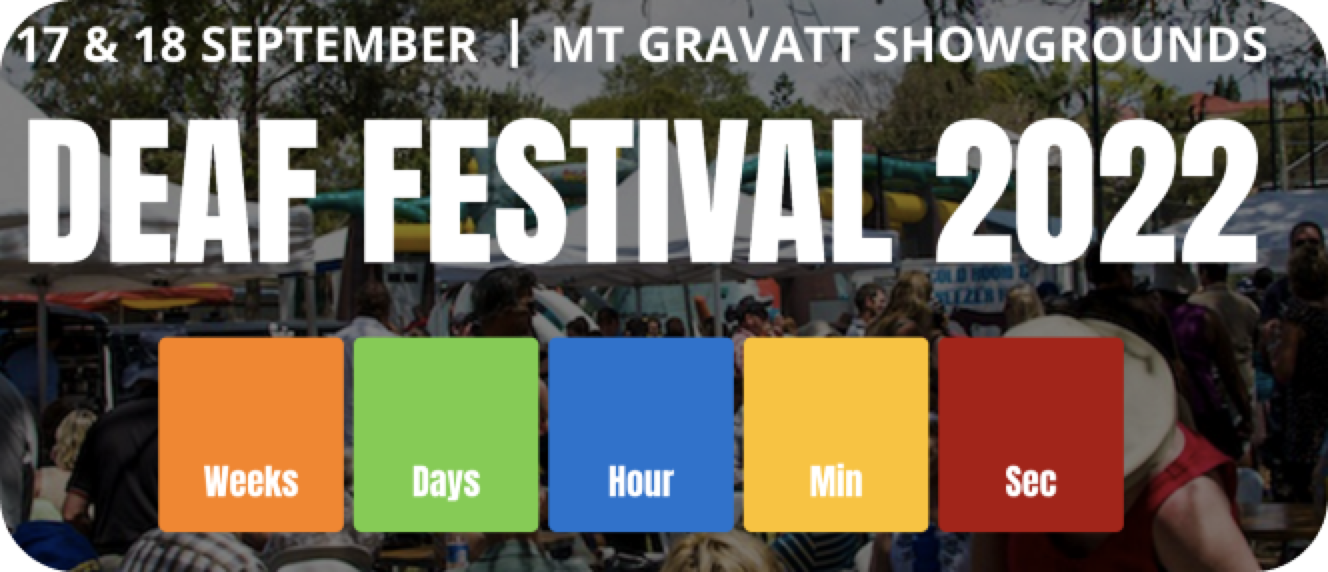 17 & 18 SEPTEMBER | MT GRAVATT SHOWGROUNDS
DEAF FESTIVAL 2022
Weeks Days Hour Min Sec